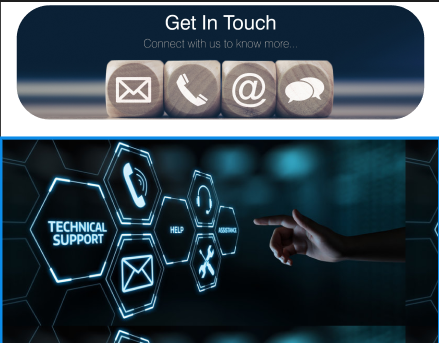 Get In Touch
Connect with us to know more...
@
TECHNICAL
SUPPORT
HELP
ASSISTANCE